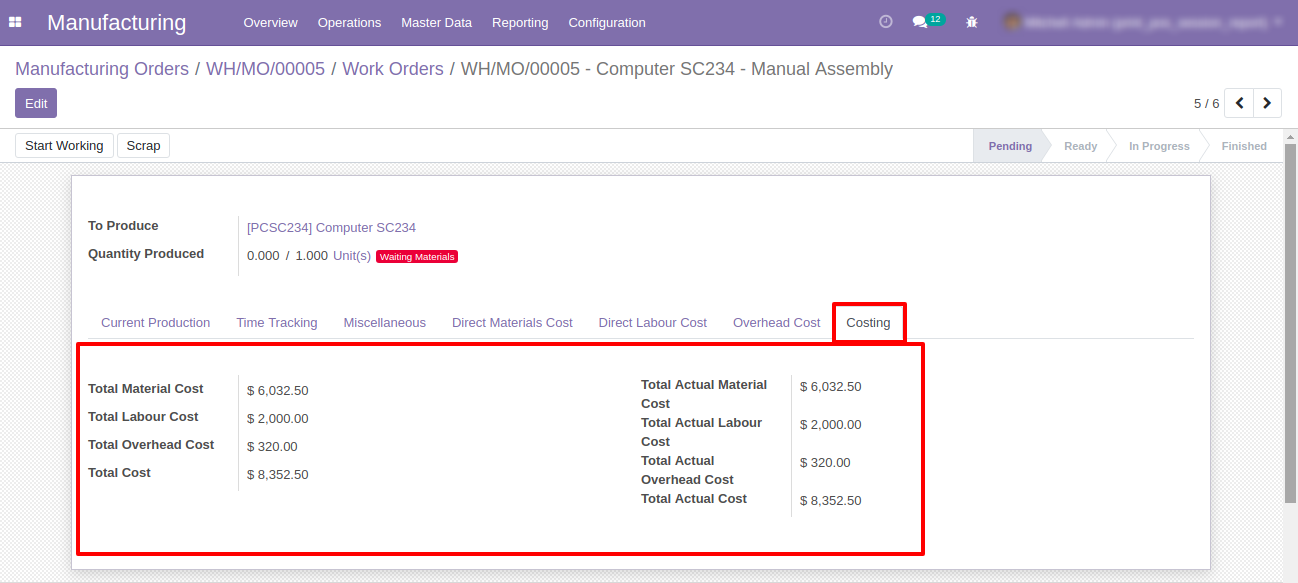 Manufacturing Overview Operations Master Data Reporting Configuration 12
Manufacturing Orders / WH/MO/00005 / Work Orders / WH/MO/00005 - Computer SC234 - Manual Assembly
Edit 5 / 6
Start Working Scrap Pending Ready In Progress Finished
To Produce [PCSC234] Computer SC234
Quantity Produced 0.000 / 1.000 Unit(s) Waiting Materials
Current Production Time Tracking Miscellaneous Direct Materials Cost Direct Labour Cost Overhead Cost Costing
Total Material Cost $ 6,032.50
Total Labour Cost $ 2,000.00
Total Overhead Cost $ 320.00
Total Cost $ 8,352.50
Total Actual Material $ 6,032.50
Cost
Total Actual Labour $ 2,000.00
Cost
Total Actual $ 320.00
Overhead Cost
Total Actual Cost $ 8,352.50